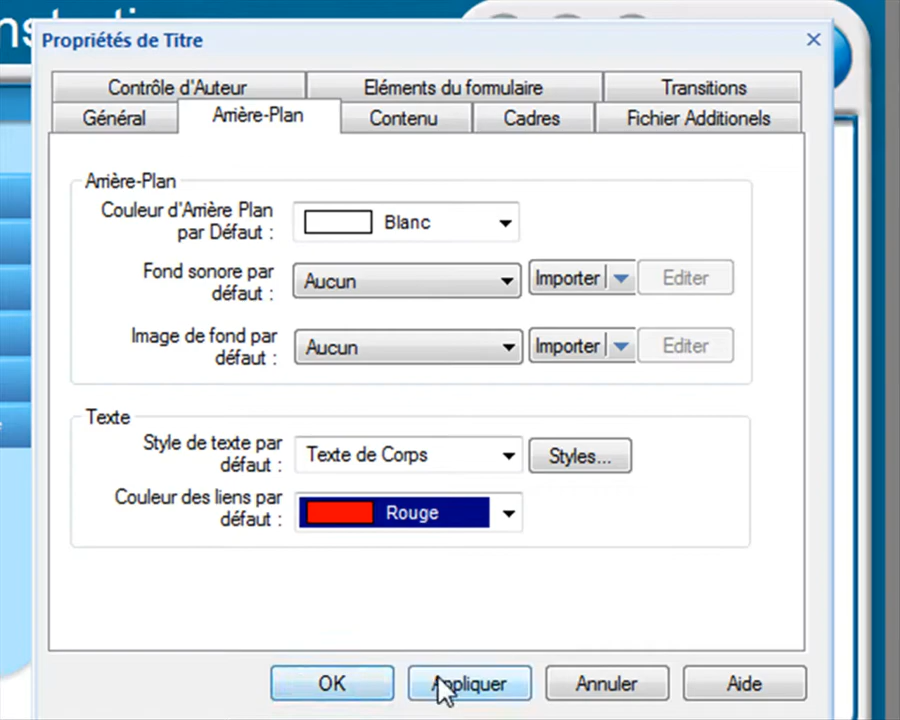 Propriétés de Titre
Contrôle d'Auteur Eléments du formulaire Transitions
Général Arrière-Plan Contenu Cadres Fichier Additionels
Arrière-Plan
Couleur d'Arrière Plan
par Défaut : Blanc
Fond sonore par
défaut : Aucun Importer Editer
Image de fond par
défaut : Aucun Importer Editer
Texte
Style de texte par
défaut : Texte de Corps Styles...
Couleur des liens par
défaut : Rouge
OK Appliquer Annuler Aide